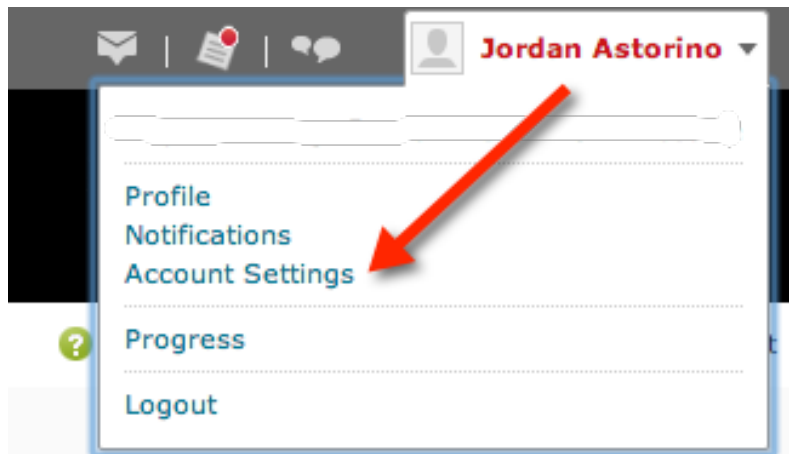 Jordan Astorino
Profile
Notifications
Account Settings
Progress
Logout